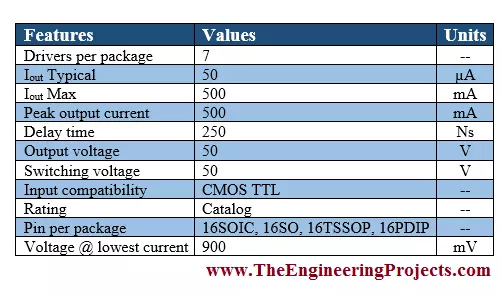 Features Values Units
Drivers per package 7 --
Iout Typical 50 µA
Iout Max 500 mA
Peak output current 500 mA
Delay time 250 Ns
Output voltage 50 V
Switching voltage 50 V
Input compatibility CMOS TTL --
Rating Catalog --
Pin per package 16SOIC, 16SO, 16TSSOP, 16PDIP --
Voltage @ lowest current 900 mV
www.TheEngineeringProjects.com